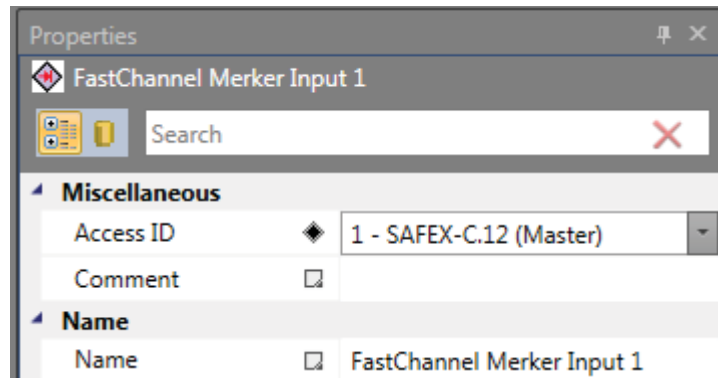 Properties
FastChannel Merker Input 1
Search
Miscellaneous
Access ID 1 - SAFEX-C.12 (Master)
Comment
Name
Name FastChannel Merker Input 1